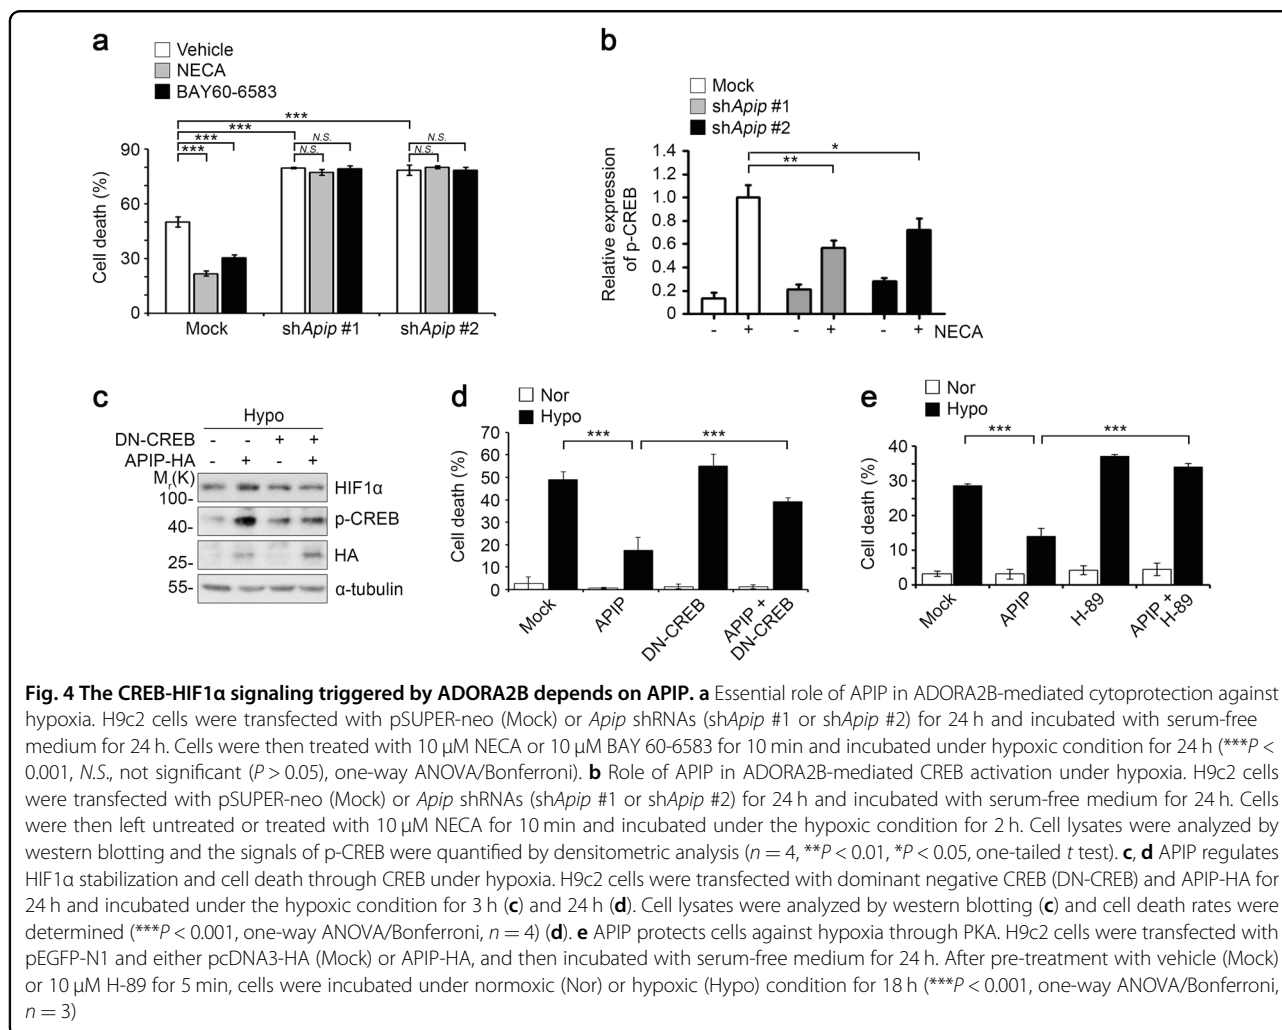 a
Vehicle
NECA
BAY60-6583
***
***
***
***
N.S.
N.S.
N.S.
N.S.
90
60
30
0
Cell death (%)
Mock
shApip #1
shApip #2
b
Mock
shApip #1
shApip #2
*
**
1.4
1.2
1.0
0.8
0.6
0.4
0.2
0
Relative expression
of p-CREB
- + - + - + NECA
c
Hypo
DN-CREB - - + +
APIP-HA - + - +
Mr(K)
100-
HIF1α
40-
p-CREB
25-
HA
55-
α-tubulin
d
Nor
Hypo
***
***
70
60
50
40
30
20
10
0
Cell death (%)
Mock
APIP
DN-CREB
APIP +
DN-CREB
e
Nor
Hypo
***
***
40
30
20
10
0
Cell death (%)
Mock
APIP
H-89
APIP +
H-89
Fig. 4 The CREB-HIF1α signaling triggered by ADORA2B depends on APIP. a Essential role of APIP in ADORA2B-mediated cytoprotection against
hypoxia. H9c2 cells were transfected with pSUPER-neo (Mock) or Apip shRNAs (shApip #1 or shApip #2) for 24 h and incubated with serum-free
medium for 24 h. Cells were then treated with 10 μM NECA or 10 μM BAY 60-6583 for 10 min and incubated under hypoxic condition for 24 h (***P <
0.001, N.S., not significant (P > 0.05), one-way ANOVA/Bonferroni). b Role of APIP in ADORA2B-mediated CREB activation under hypoxia. H9c2 cells
were transfected with pSUPER-neo (Mock) or Apip shRNAs (shApip #1 or shApip #2) for 24 h and incubated with serum-free medium for 24 h. Cells
were then left untreated or treated with 10 μM NECA for 10 min and incubated under the hypoxic condition for 2 h. Cell lysates were analyzed by
western blotting and the signals of p-CREB were quantified by densitometric analysis (n = 4, **P < 0.01, *P < 0.05, one-tailed t test). c, d APIP regulates
HIF1α stabilization and cell death through CREB under hypoxia. H9c2 cells were transfected with dominant negative CREB (DN-CREB) and APIP-HA for
24 h and incubated under the hypoxic condition for 3 h (c) and 24 h (d). Cell lysates were analyzed by western blotting (c) and cell death rates were
determined (***P < 0.001, one-way ANOVA/Bonferroni, n = 4) (d). e APIP protects cells against hypoxia through PKA. H9c2 cells were transfected with
pEGFP-N1 and either pcDNA3-HA (Mock) or APIP-HA, and then incubated with serum-free medium for 24 h. After pre-treatment with vehicle (Mock)
or 10 μM H-89 for 5 min, cells were incubated under normoxic (Nor) or hypoxic (Hypo) condition for 18 h (***P < 0.001, one-way ANOVA/Bonferroni,
n = 3)